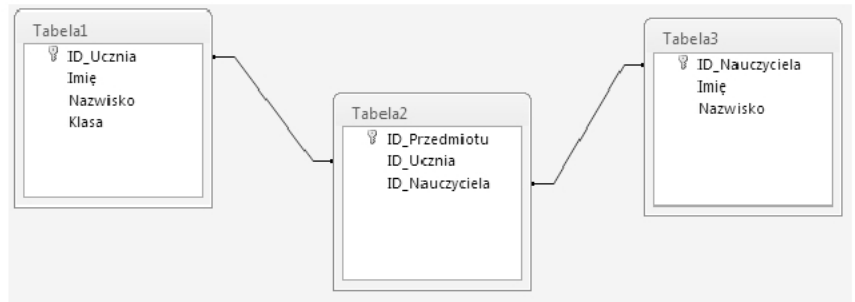 Tabela1
ID_Ucznia
Imię
Nazwisko
Klasa
Tabela2
ID_Przedmiotu
ID_Ucznia
ID_Nauczyciela
Tabela3
ID_Nauczyciela
Imię
Nazwisko